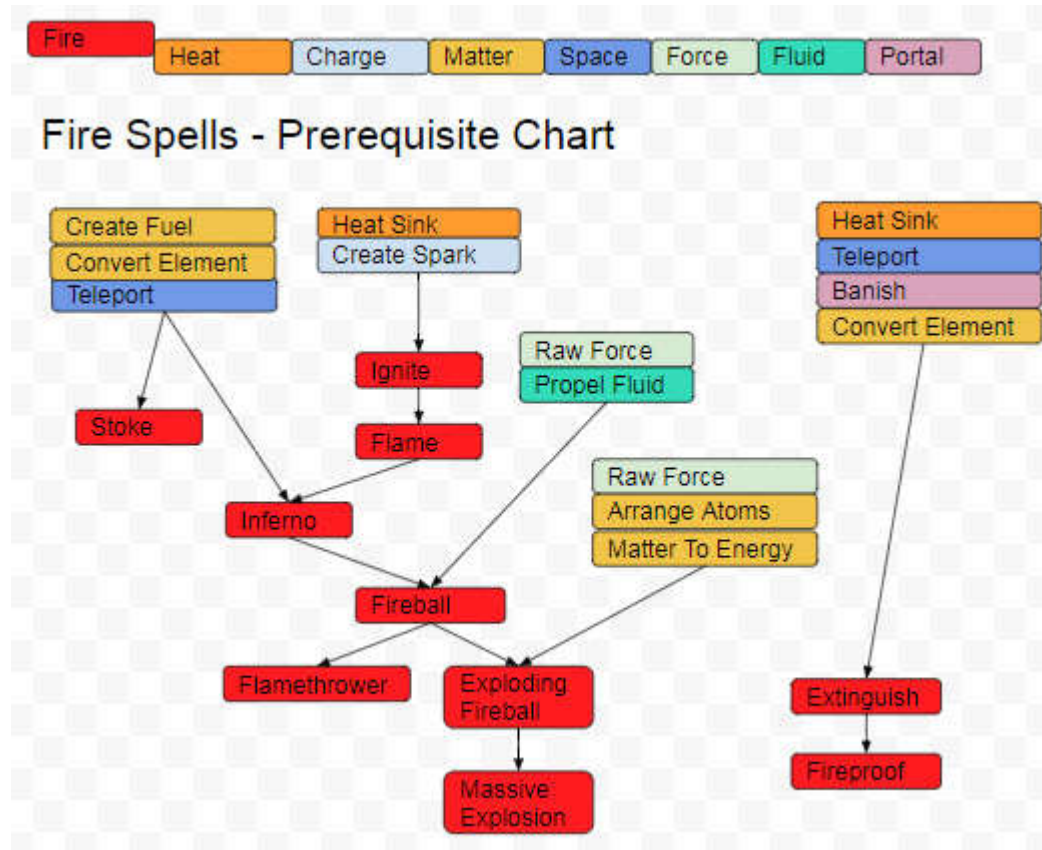 Fire
Heat Charge Matter Space Force Fluid Portal
Fire Spells - Prerequisite Chart
Create Fuel
Convert Element
Teleport
Heat Sink
Create Spark
Heat Sink
Teleport
Banish
Convert Element
Raw Force
Propel Fluid
Ignite
Stoke
Flame
Raw Force
Arrange Atoms
Matter To Energy
Inferno
Fireball
Flamethrower
Exploding
Fireball
Extinguish
Fireproof
Massive
Explosion